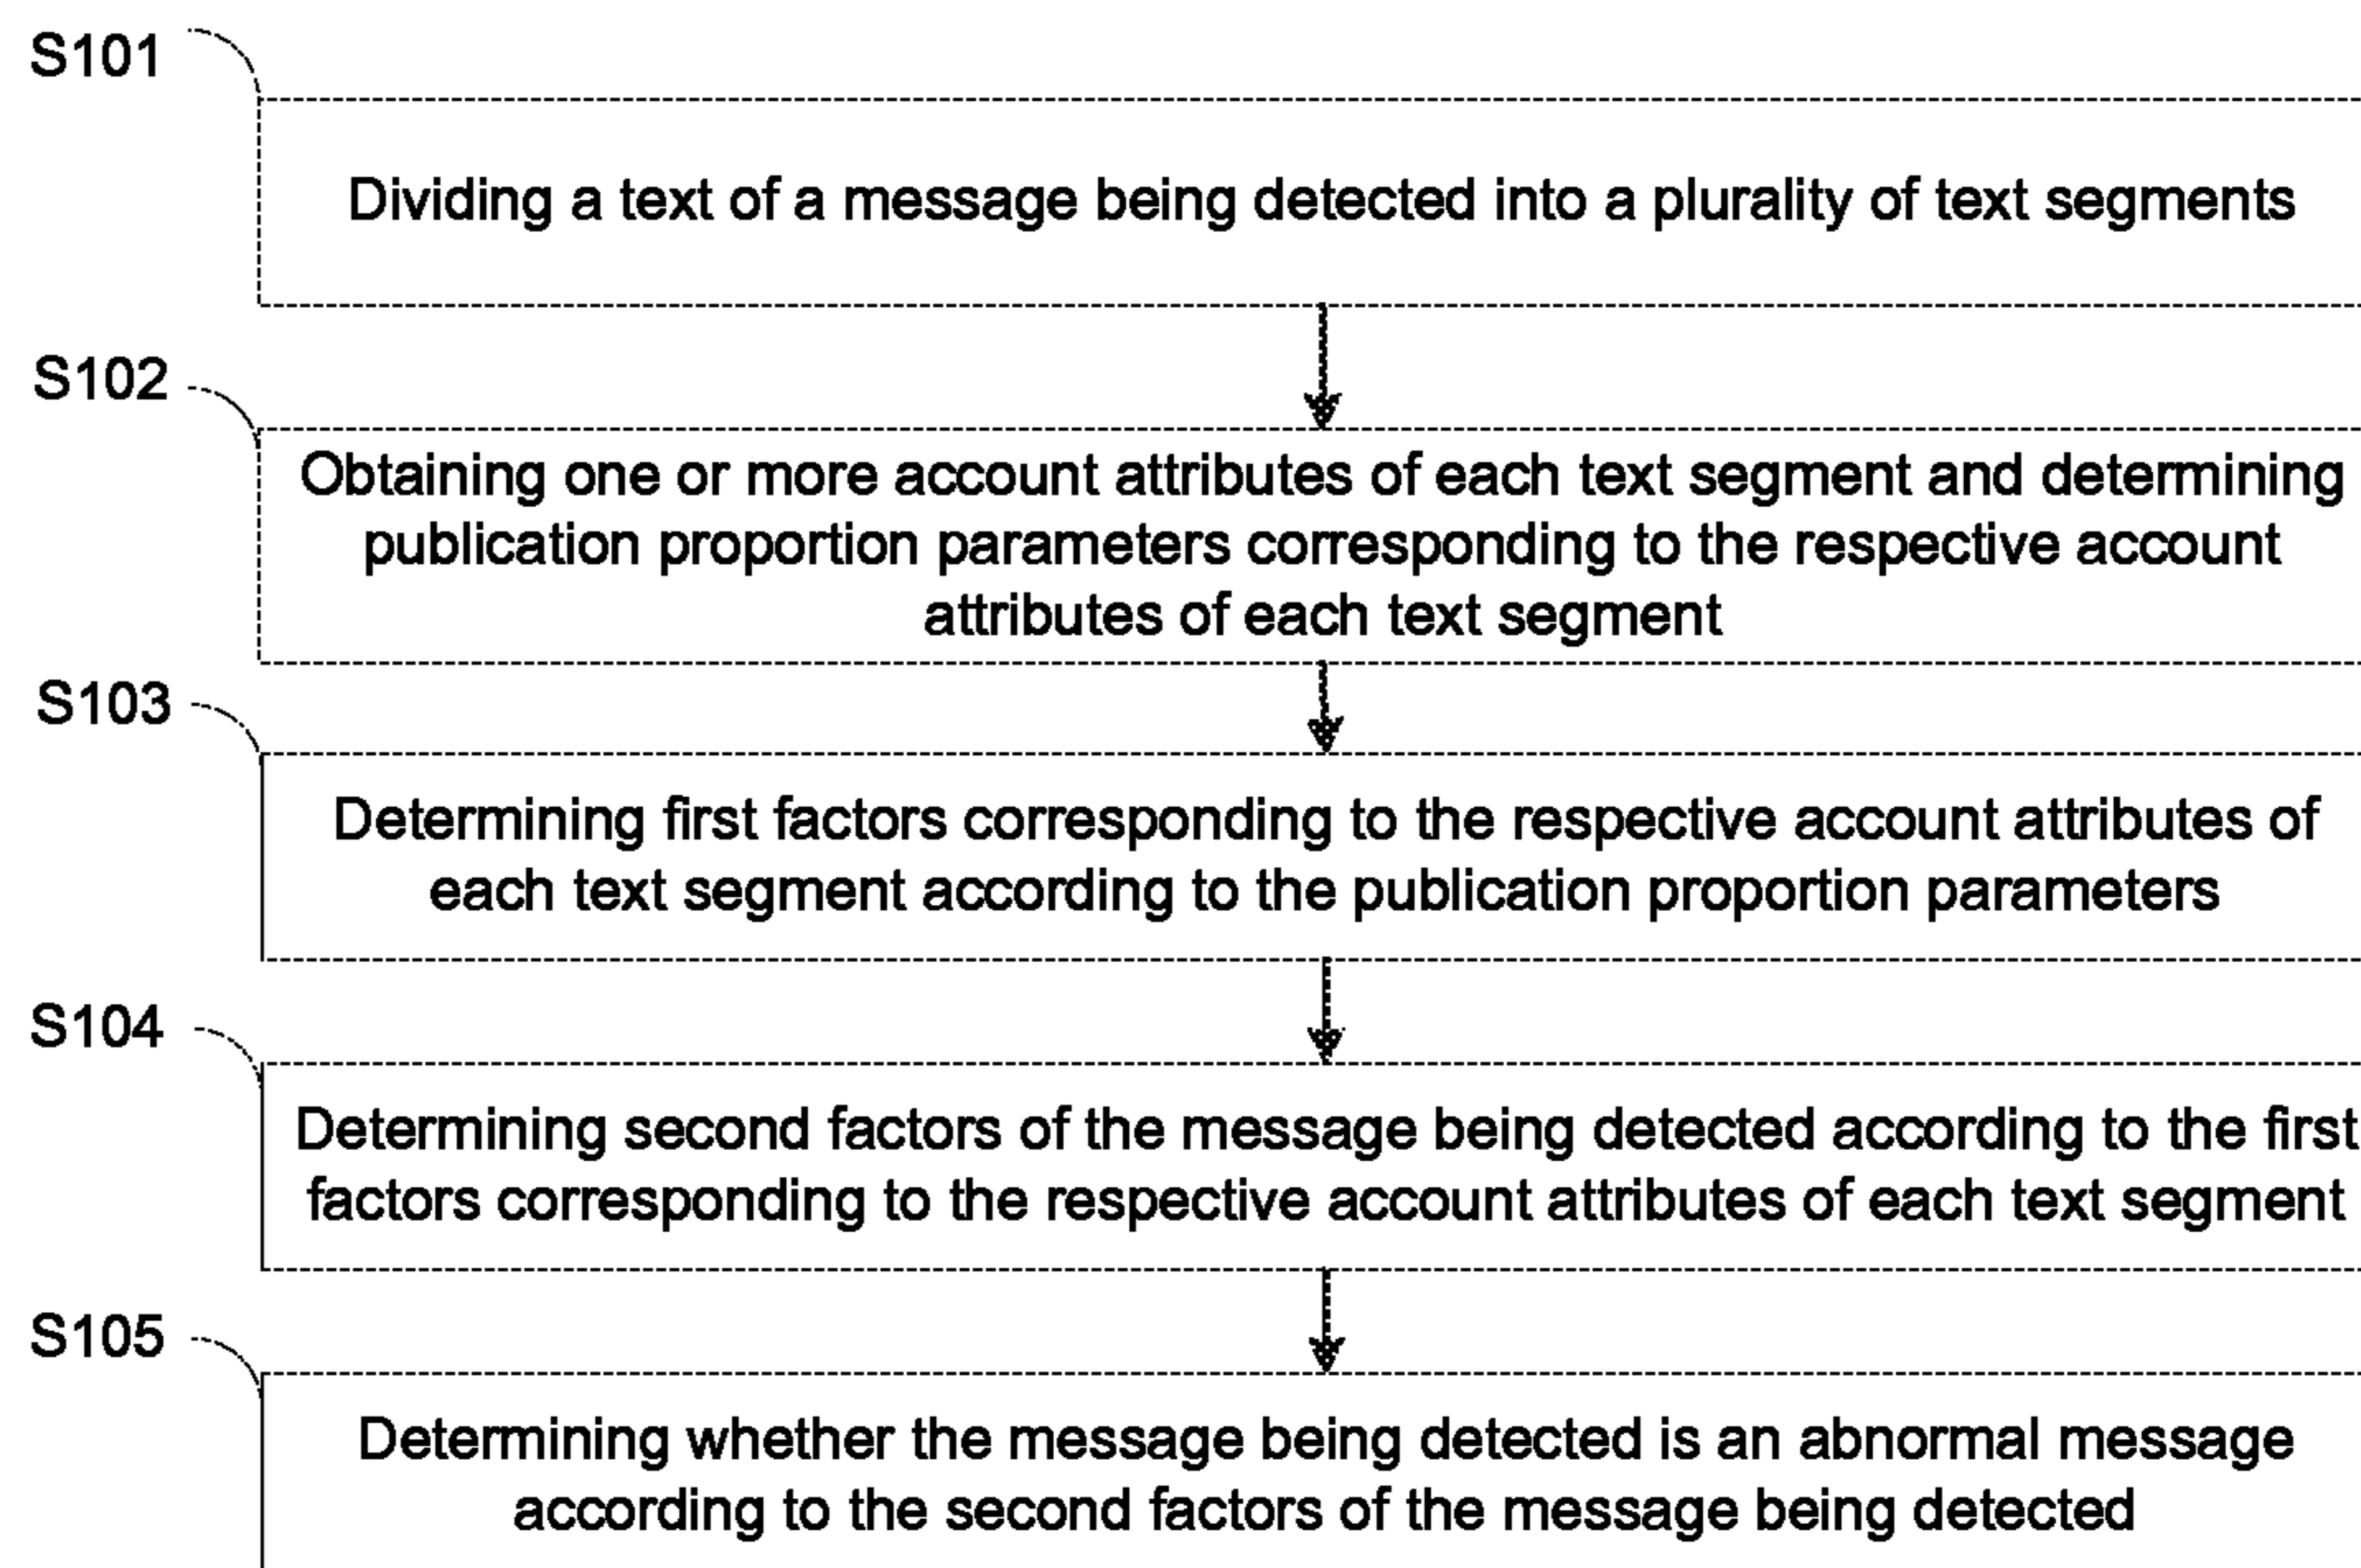 S101
Dividing a text of a message being detected into a plurality of text segments
S102
Obtaining one or more account attributes of each text segment and determining
publication proportion parameters corresponding to the respective account
attributes of each text segment
S103
Determining first factors corresponding to the respective account attributes of
each text segment according to the publication proportion parameters
S104
Determining second factors of the message being detected according to the first
factors corresponding to the respective account attributes of each text segment
S105
Determining whether the message being detected is an abnormal message
according to the second factors of the message being detected